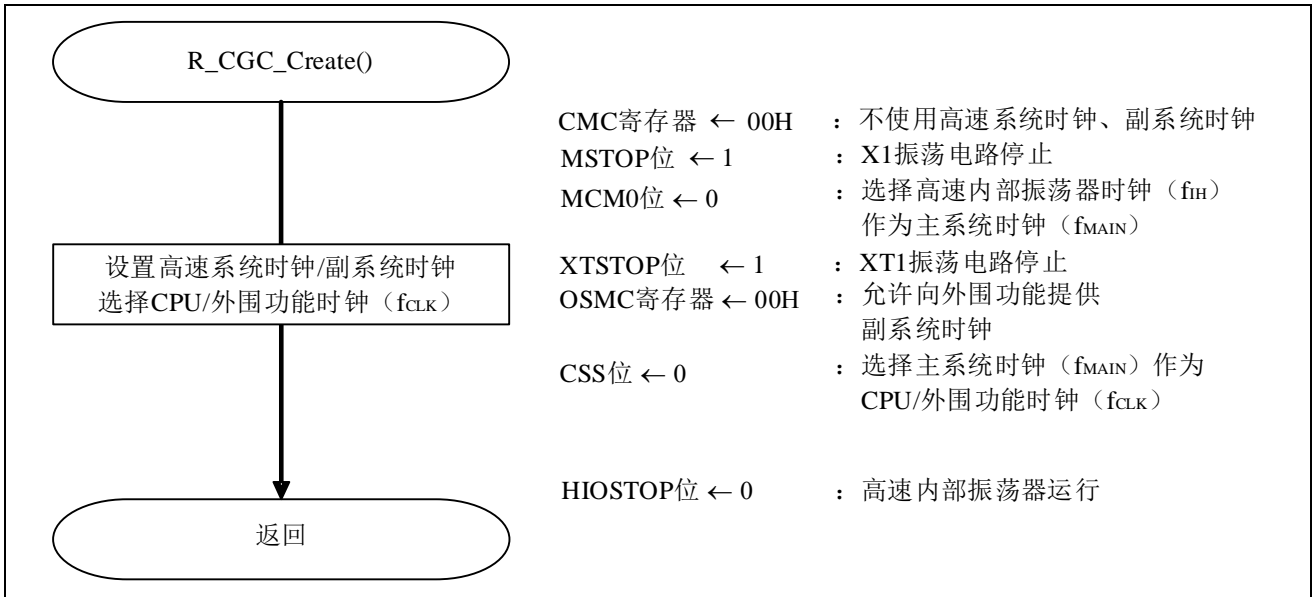 R_CGC_Create()
CMC寄存器 ← 00H ：不使用高速系统时钟、副系统时钟
MSTOP位 ← 1 ：X1振荡电路停止
MCM0位 ← 0 ：选择高速内部振荡器时钟（fIH）
作为主系统时钟（fMAIN）
设置高速系统时钟/副系统时钟
选择CPU/外围功能时钟（fCLK）
XTSTOP位 ← 1 ：XT1振荡电路停止
OSMC寄存器 ← 00H ：允许向外围功能提供
副系统时钟
CSS位 ← 0 ：选择主系统时钟（fMAIN）作为
CPU/外围功能时钟（fCLK）
HIOSTOP位 ← 0 ：高速内部振荡器运行
返回